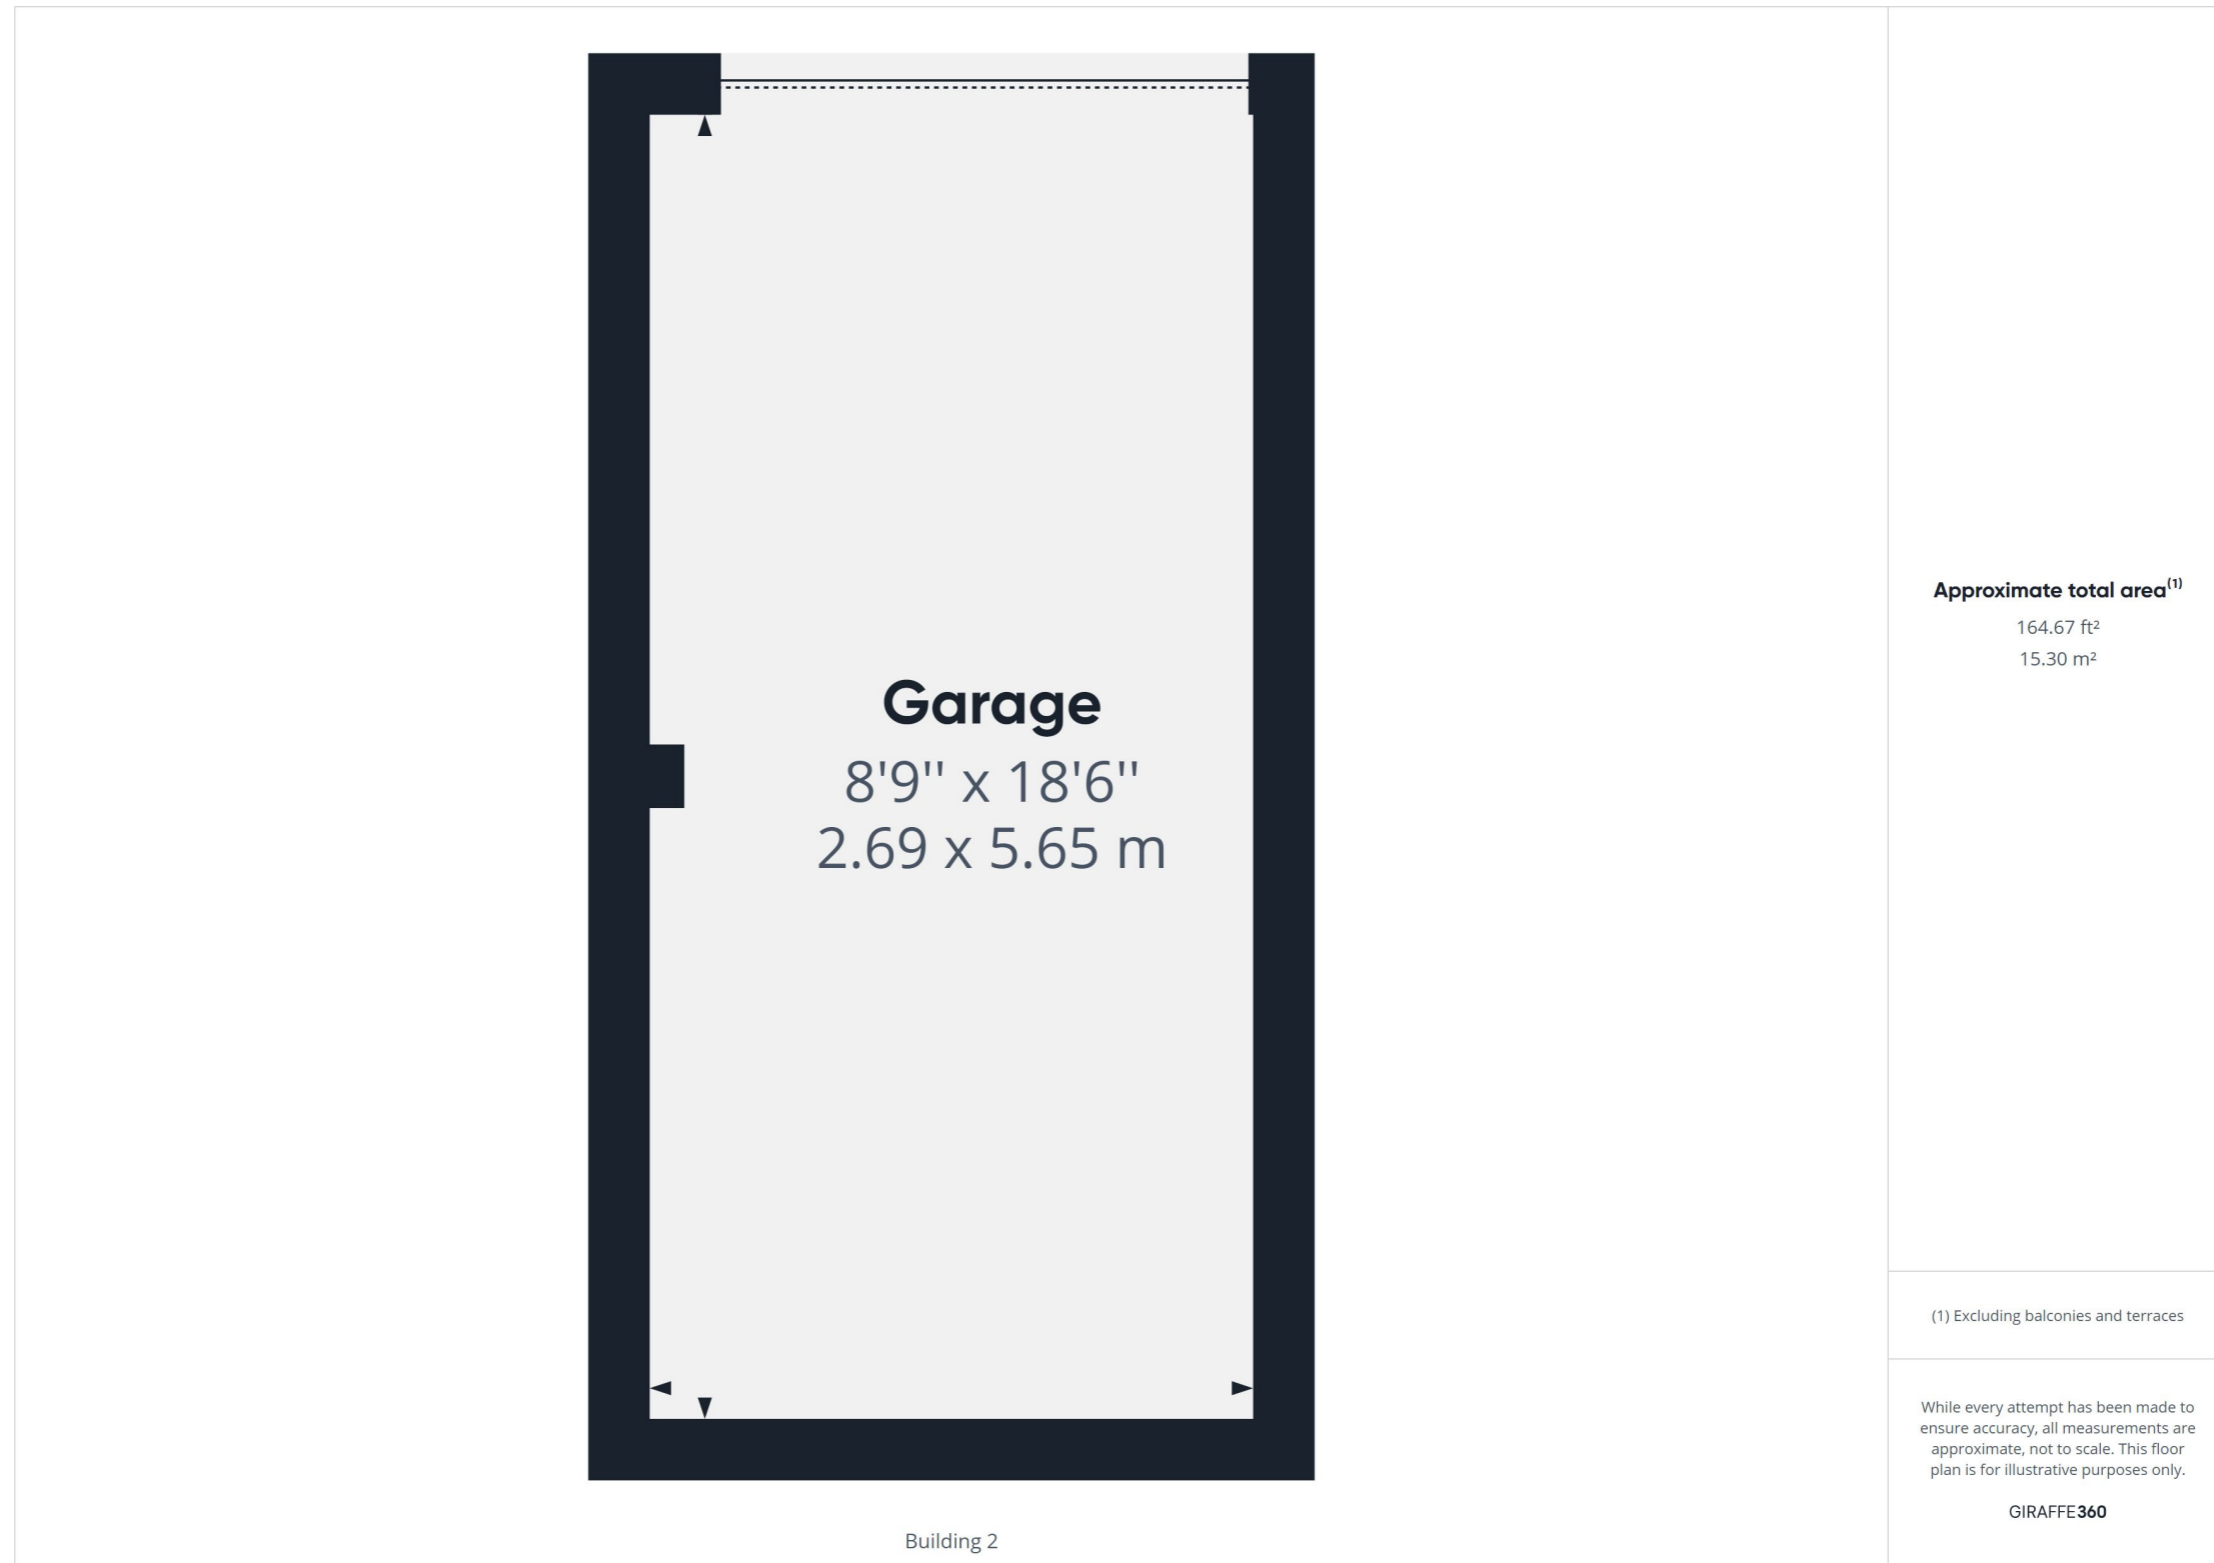 Garage
8'9'' x 18'6''
2.69 x 5.65 m
Building 2
Approximate total area(1)
164.67 ft²
15.30 m²
(1) Excluding balconies and terraces
While every attempt has been made to
ensure accuracy, all measurements are
approximate, not to scale. This floor
plan is for illustrative purposes only.
GIRAFFE360